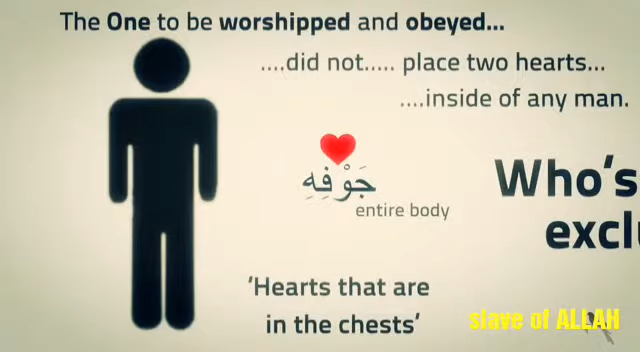 The One to be worshipped and obeyed...
....did not..... place two hearts...
....inside of any man.
جَوْفِهِ
entire body
Who's
'Hearts that are
in the chests'
slave of ALLAH